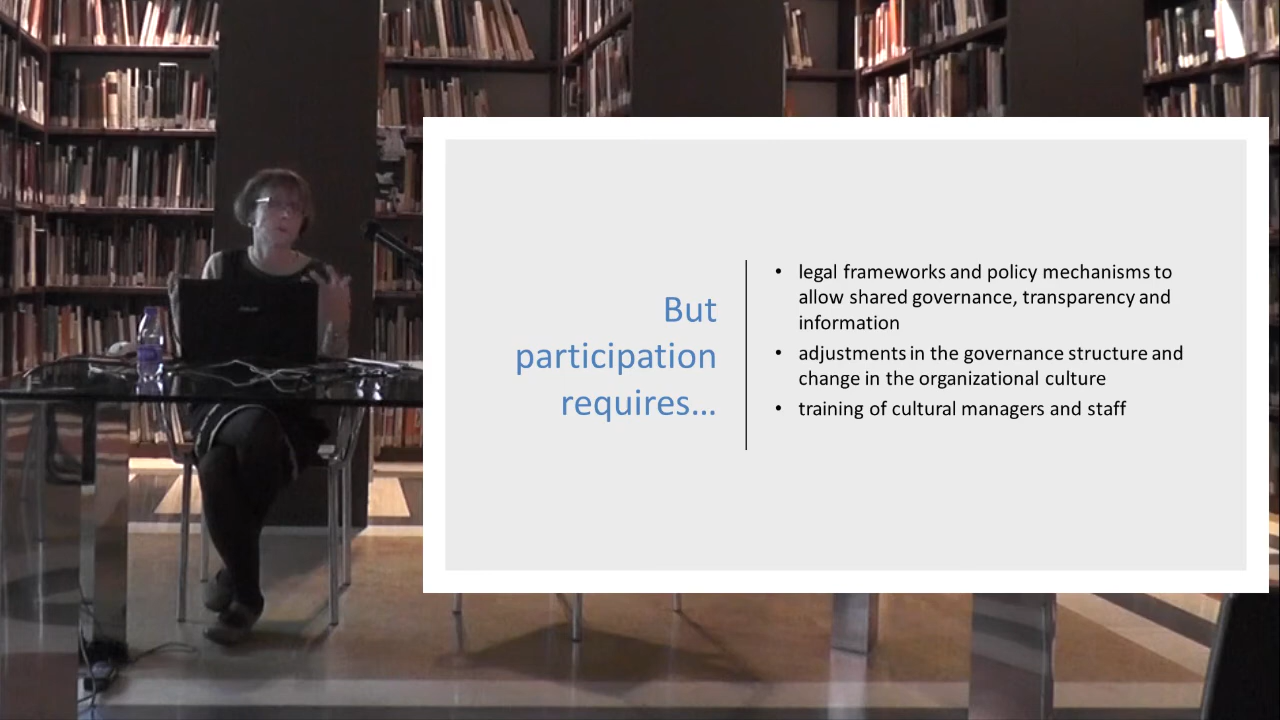 But
participation
requires...
• legal frameworks and policy mechanisms to
allow shared governance, transparency and
information
• adjustments in the governance structure and
change in the organizational culture
• training of cultural managers and staff